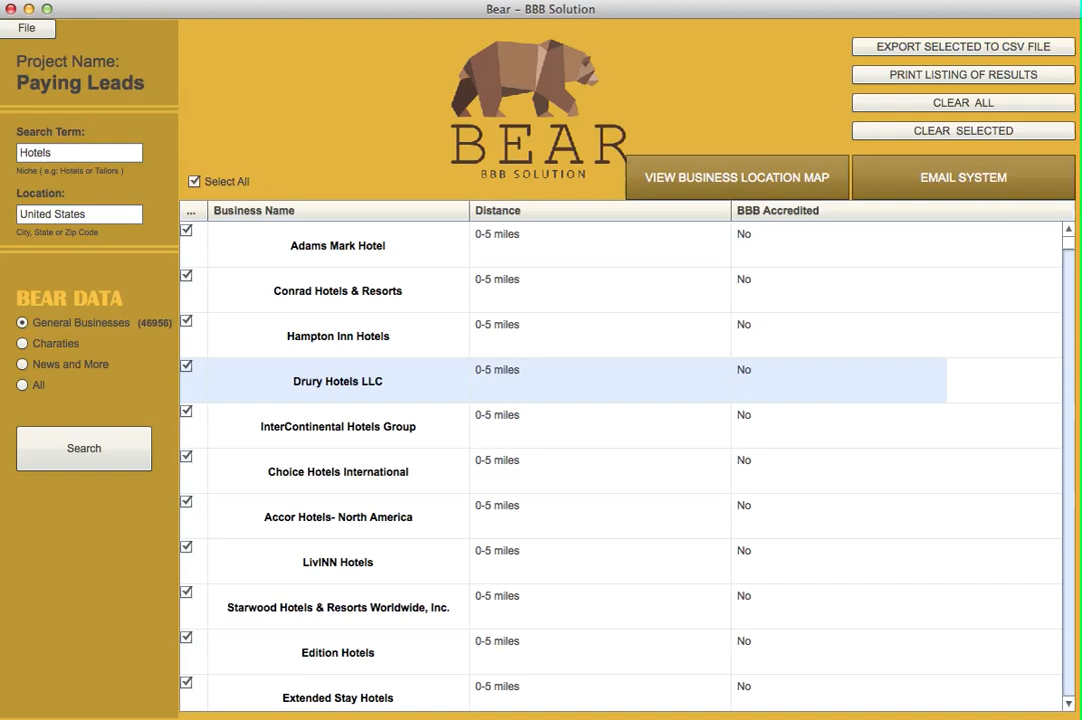 Bear – BBB Solution
File
Project Name:
Paying Leads
Search Term:
Hotels
Niche ( e.g: Hotels or Tailors )
Location:
United States
City, State or Zip Code
BEAR DATA
General Businesses (46956)
Charaties
News and More
All
Search
BEAR
BBB SOLUTION
EXPORT SELECTED TO CSV FILE
PRINT LISTING OF RESULTS
CLEAR ALL
CLEAR SELECTED
Select All
VIEW BUSINESS LOCATION MAP
EMAIL SYSTEM
... Business Name Distance BBB Accredited
Adams Mark Hotel 0-5 miles No
Conrad Hotels & Resorts 0-5 miles No
Hampton Inn Hotels 0-5 miles No
Drury Hotels LLC 0-5 miles No
InterContinental Hotels Group 0-5 miles No
Choice Hotels International 0-5 miles No
Accor Hotels- North America 0-5 miles No
LivINN Hotels 0-5 miles No
Starwood Hotels & Resorts Worldwide, Inc. 0-5 miles No
Edition Hotels 0-5 miles No
Extended Stay Hotels 0-5 miles No